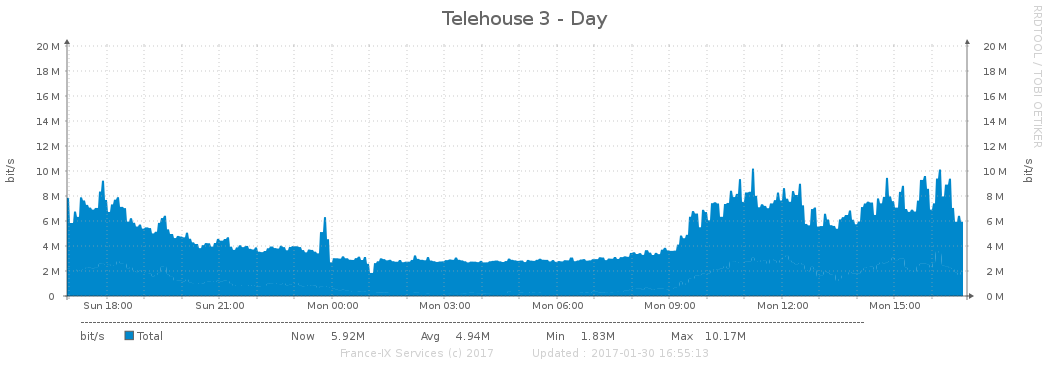 Telehouse 3 - Day
RRDTOOL / TOBI OETIKER
bit/s
bit/s
20 M 20 M
18 M 18 M
16 M 16 M
14 M 14 M
12 M 12 M
10 M 10 M
8 M 8 M
6 M 6 M
4 M 4 M
2 M 2 M
0 0 M
Sun 18:00 Sun 21:00 Mon 00:00 Mon 03:00 Mon 06:00 Mon 09:00 Mon 12:00 Mon 15:00
bit/s Total Now 5.92M Avg 4.94M Min 1.83M Max 10.17M
France-IX Services (c) 2017 Updated : 2017-01-30 16:55:13